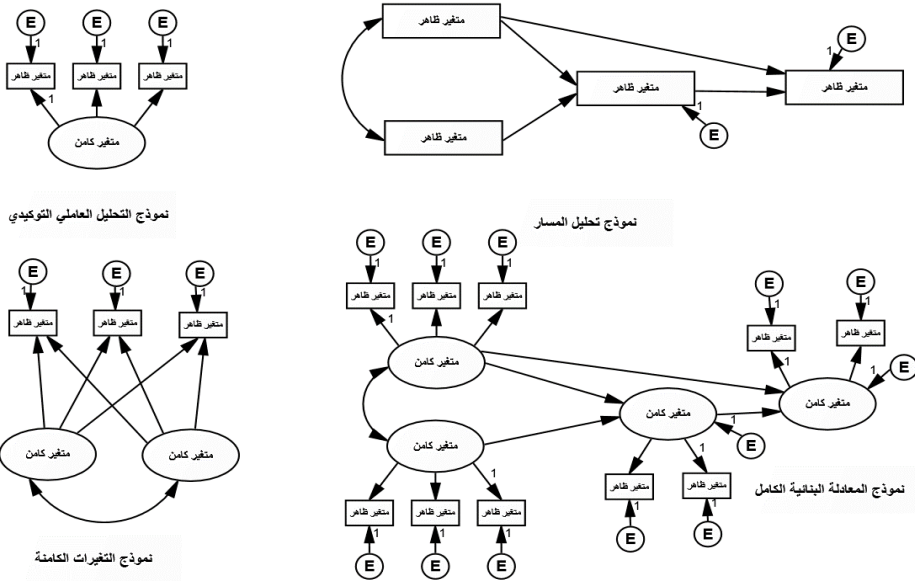 E E E
1 1 1
متغير ظاهر متغير ظاهر متغير ظاهر
1
متغير كامن
نموذج التحليل العاملي التوكيدي
متغير ظاهر
E
1
متغير ظاهر
متغير ظاهر
1
E
متغير ظاهر
نموذج تحليل المسار
E E E
1 1 1
متغير ظاهر متغير ظاهر متغير ظاهر
متغير كامن متغير كامن
نموذج التغيرات الكامنة
E E E
1 1 1
متغير ظاهر متغير ظاهر متغير ظاهر
1
متغير كامن
متغير كامن
1
متغير ظاهر متغير ظاهر متغير ظاهر
1 1 1
E E E
متغير كامن
1
E
1
متغير ظاهر متغير ظاهر
1 1
E E
E E
1 1
متغير ظاهر متغير ظاهر
1
متغير كامن
1
E
نموذج المعادلة البنائية الكامل